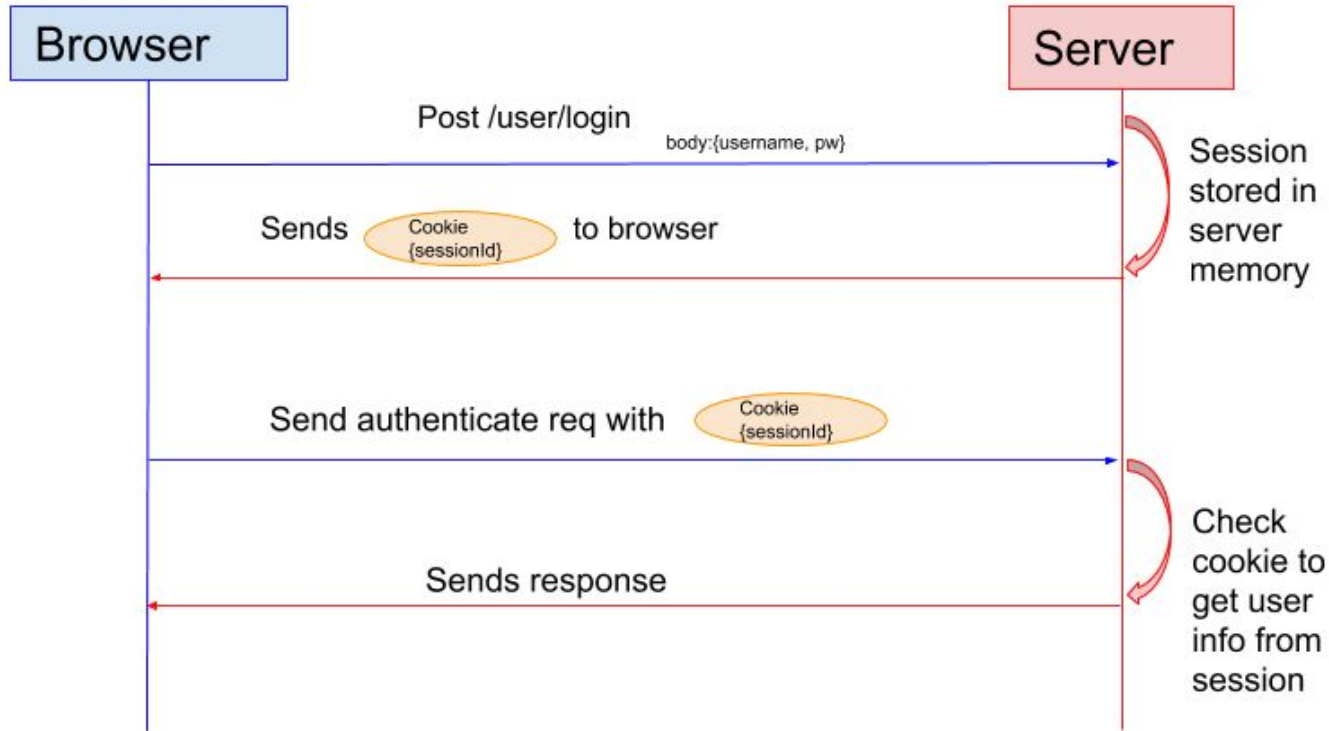 Browser
Server
Post /user/login
body:{username, pw}
Session
stored in
server
memory
Sends
Cookie
{sessionId}
to browser
Send authenticate req with
Cookie
{sessionId}
Check
cookie to
get user
info from
session
Sends response